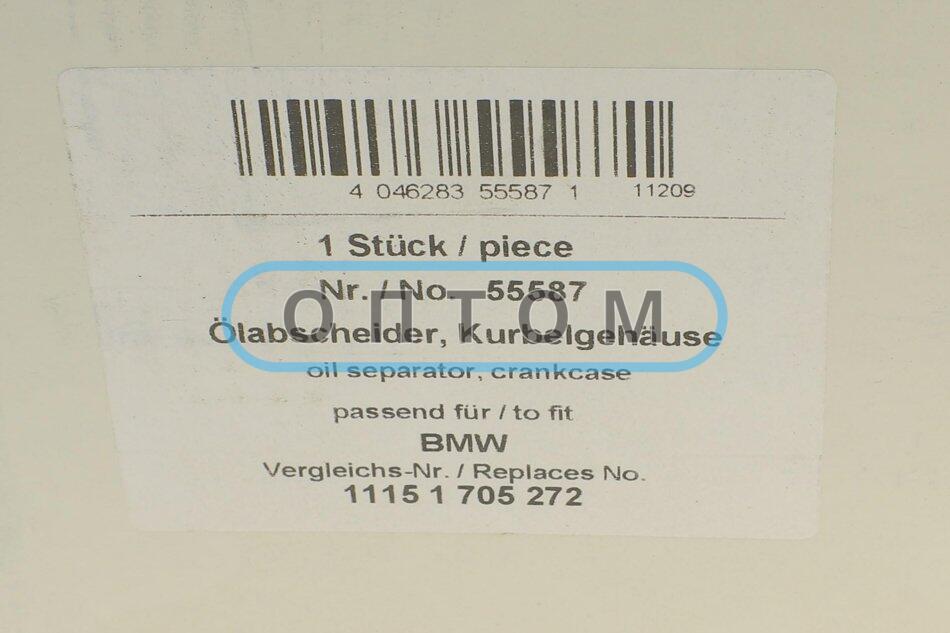 4 046283 55587 1 11209
1 Stück / piece
Nr. / No. 55587
ОПТОМ
Ölabscheider, Kurbelgehäuse
oil separator, crankcase
passend für / to fit
BMW
Vergleichs-Nr. / Replaces No.
1115 1 705 272